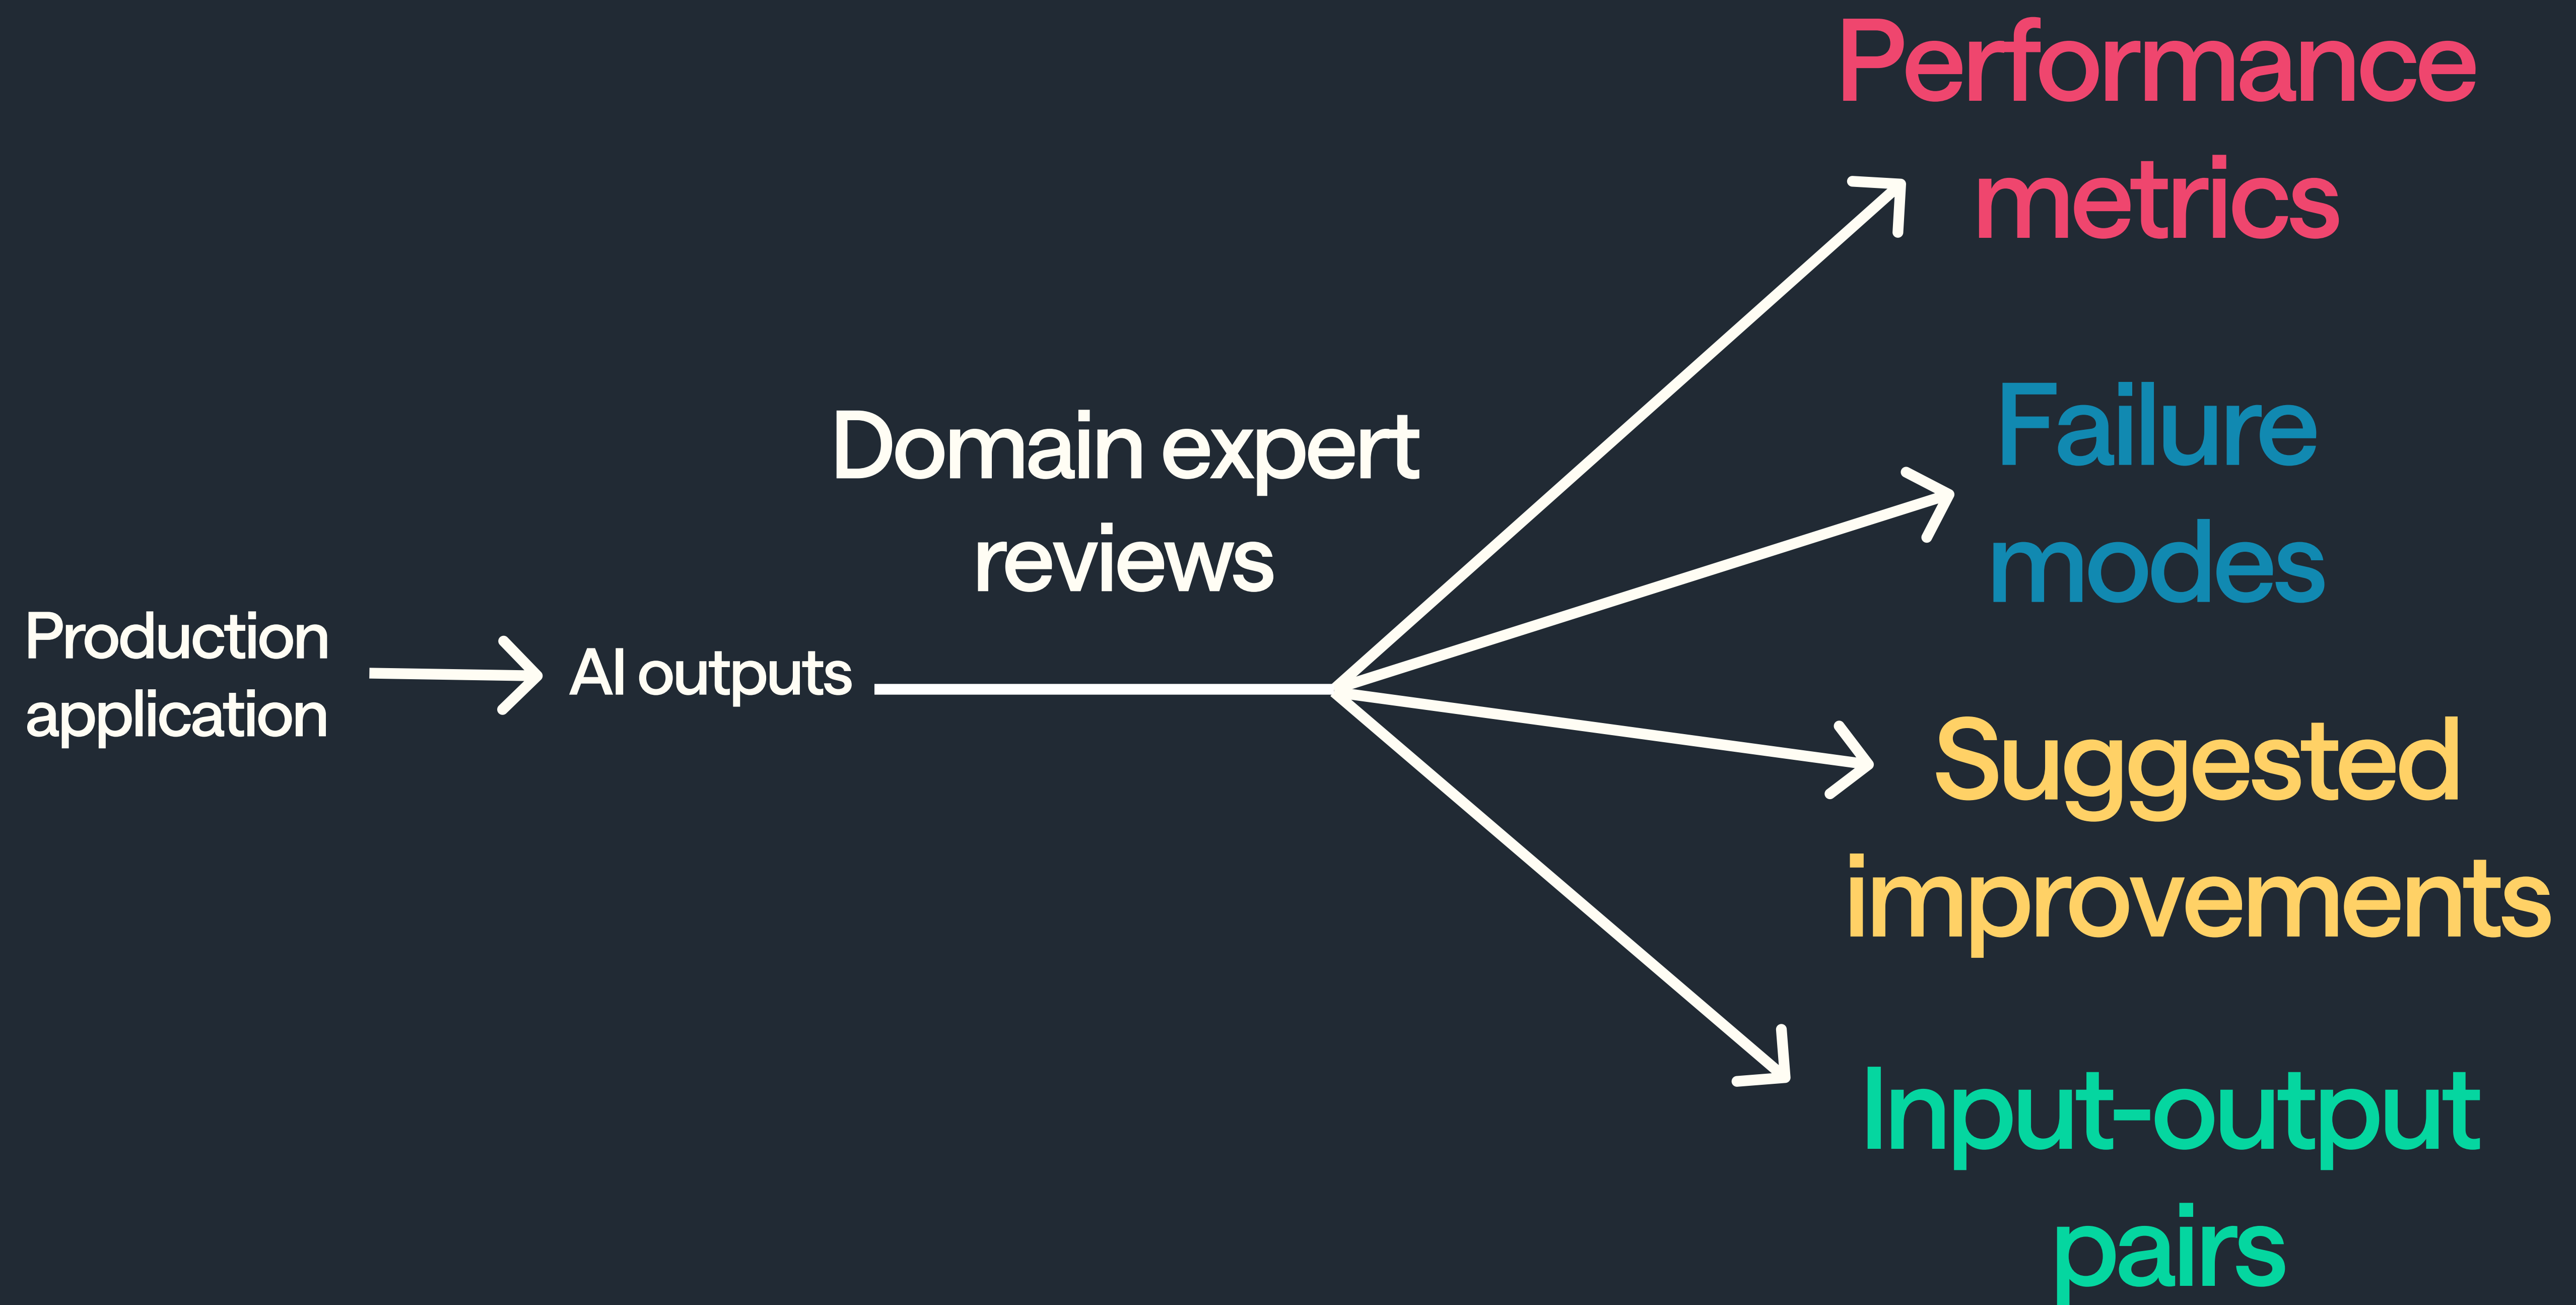 Production
application
AI outputs
Domain expert
reviews
Performance
metrics
Failure
modes
Suggested
improvements
Input-output
pairs